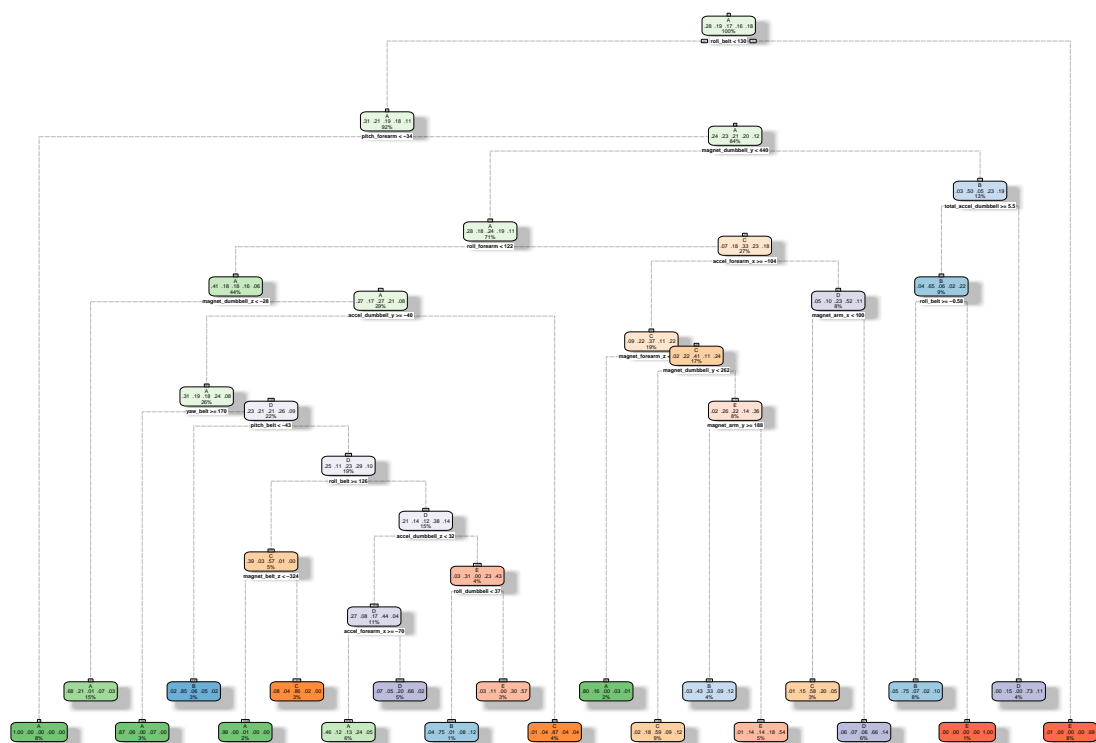 A
.28 .19 .17 .16 .18
100%
roll_belt < 130
A
.31 .21 .19 .18 .11
92%
pitch_forearm < −34
A
.24 .23 .21 .20 .12
84%
magnet_dumbbell_y < 440
B
.03 .50 .05 .23 .19
13%
total_accel_dumbbell >= 5.5
A
.28 .18 .24 .19 .11
71%
roll_forearm < 122
C
.07 .18 .33 .23 .18
27%
accel_forearm_x >= −104
A
.41 .18 .18 .16 .06
44%
magnet_dumbbell_z < −28
A
.27 .17 .27 .21 .08
29%
accel_dumbbell_y >= −40
D
.05 .10 .23 .52 .11
8%
magnet_arm_x < 100
B
.04 .65 .06 .02 .22
9%
roll_belt >= −0.58
C
.09 .22 .37 .11 .22
19%
magnet_forearm_z <
C
.02 .22 .41 .11 .24
17%
magnet_dumbbell_y < 262
A
.31 .19 .18 .24 .08
26%
yaw_belt >= 170
D
.23 .21 .21 .26 .09
22%
pitch_belt < −43
E
.02 .26 .22 .14 .36
8%
magnet_arm_y >= 188
D
.25 .11 .23 .29 .10
19%
roll_belt >= 126
D
.21 .14 .12 .38 .14
15%
accel_dumbbell_z < 32
C
.39 .03 .57 .01 .00
5%
magnet_belt_z < −324
E
.03 .31 .00 .23 .43
4%
roll_dumbbell < 37
D
.27 .08 .17 .44 .04
11%
accel_forearm_x >= −70
A
.68 .21 .01 .07 .03
15%
B
.02 .85 .06 .05 .02
3%
C
.08 .04 .86 .02 .00
3%
D
.07 .05 .20 .66 .02
5%
E
.03 .11 .00 .30 .57
3%
A
.80 .16 .00 .03 .01
2%
B
.03 .43 .33 .09 .12
4%
C
.01 .15 .58 .20 .05
3%
B
.05 .75 .07 .02 .10
8%
D
.00 .15 .00 .73 .11
4%
A
1.00 .00 .00 .00 .00
8%
A
.87 .06 .00 .07 .00
3%
A
.99 .01 .00 .00 .00
2%
A
.46 .12 .13 .24 .05
6%
B
.04 .75 .01 .08 .12
1%
C
.01 .04 .87 .04 .04
4%
C
.02 .18 .59 .09 .12
9%
E
.01 .14 .14 .18 .54
5%
D
.06 .07 .06 .66 .14
6%
E
.00 .00 .00 .00 1.00
1%
E
.01 .00 .00 .00 .99
8%